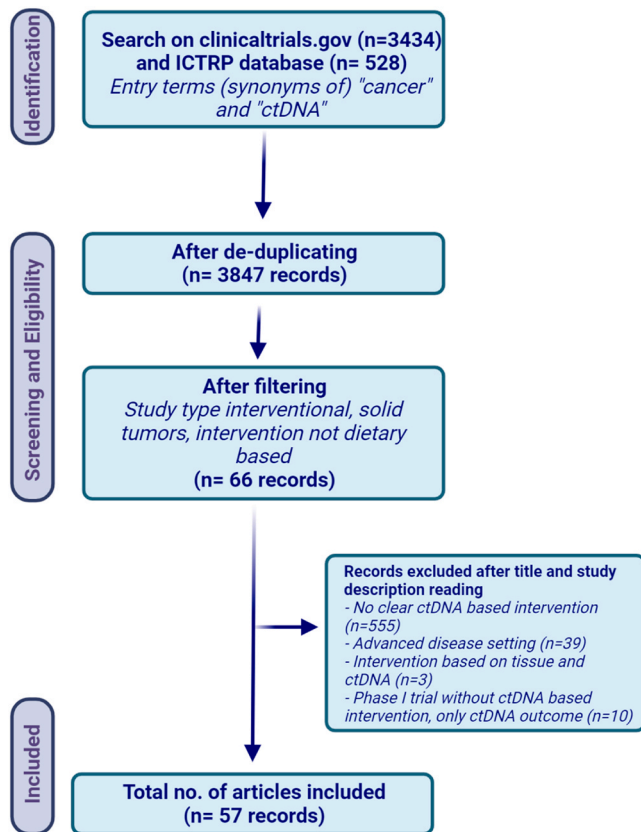 Identification
Search on clinicaltrials.gov (n=3434)
and ICTRP database (n= 528)
Entry terms (synonyms of) "cancer"
and "ctDNA"
Screening and Eligibility
After de-duplicating
(n= 3847 records)
After filtering
Study type interventional, solid
tumors, intervention not dietary
based
(n= 66 records)
Records excluded after title and study
description reading
- No clear ctDNA based intervention
(n=555)
- Advanced disease setting (n=39)
- Intervention based on tissue and
ctDNA (n=3)
- Phase I trial without ctDNA based
intervention, only ctDNA outcome (n=10)
Included
Total no. of articles included
(n= 57 records)